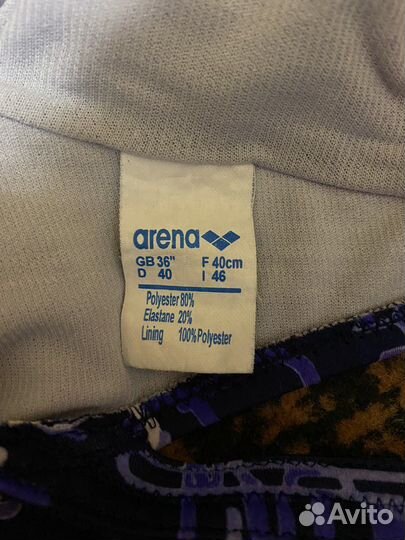 arena
GB 36" F 40cm
D 40 I 46
Polyester 80%
Elastane 20%
Lining 100% Polyester
Avito